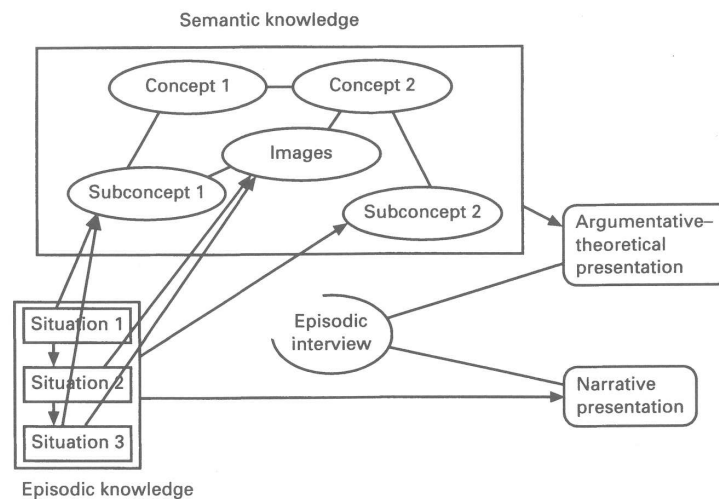 Semantic knowledge
Concept 1
Concept 2
Images
Subconcept 1
Subconcept 2
Argumentative–
theoretical
presentation
Situation 1
Episodic
interview
Situation 2
Narrative
presentation
Situation 3
Episodic knowledge